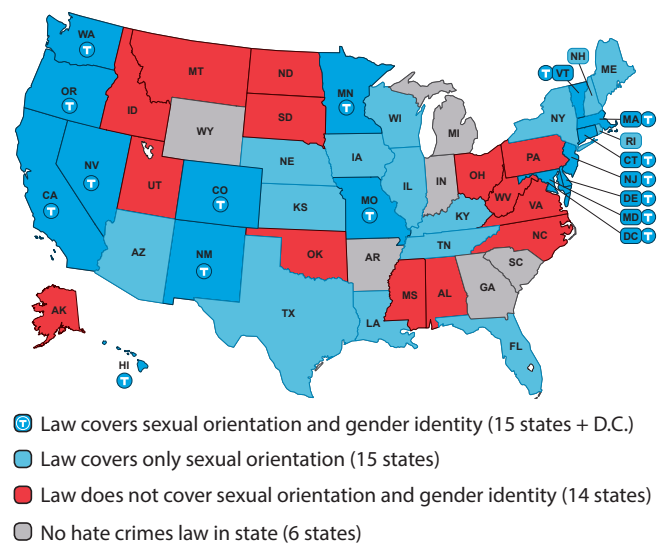 WA
T
MT
ND
MN
T
OR
T
ID
SD
WY
WI
MI
NH
T VT
ME
NY
MA T
RI
CT T
NJ T
DE T
MD T
DC T
NV
T
CA
T
UT
CO
T
NE
IA
KS
MO
T
IL
IN
OH
PA
WV
VA
KY
NC
TN
AZ
NM
T
OK
AR
SC
MS
AL
GA
TX
LA
FL
AK
HI
T
T Law covers sexual orientation and gender identity (15 states + D.C.)
Law covers only sexual orientation (15 states)
Law does not cover sexual orientation and gender identity (14 states)
No hate crimes law in state (6 states)